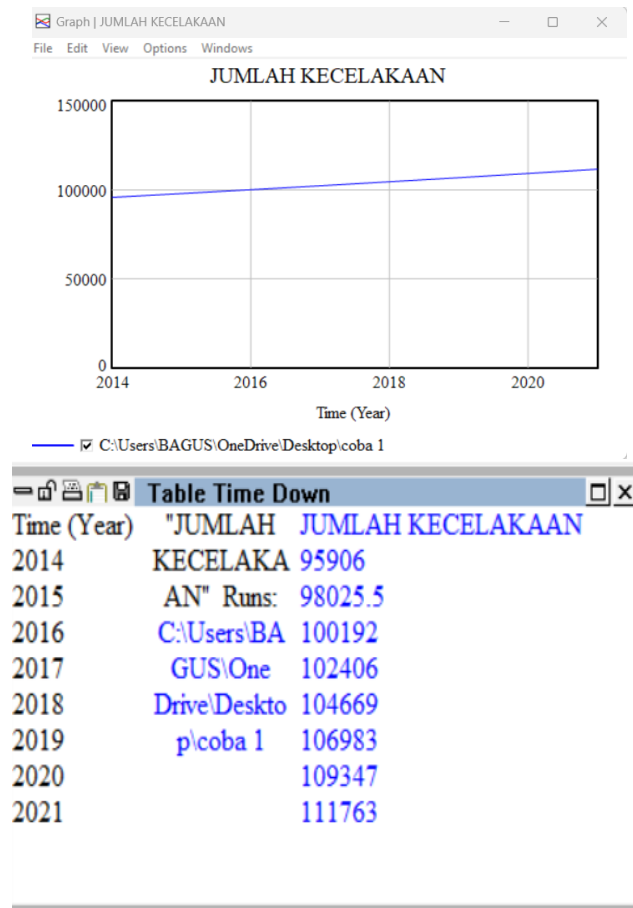 Graph | JUMLAH KECELAKAAN
File Edit View Options Windows
JUMLAH KECELAKAAN
150000
100000
50000
0
2014 2016 2018 2020
Time (Year)
C:\Users\BAGUS\OneDrive\Desktop\coba 1
Table Time Down
Time (Year) "JUMLAH JUMLAH KECELAKAAN
2014 KECELAKA 95906
2015 AN" Runs: 98025.5
2016 C:\Users\BA 100192
2017 GUS\One 102406
2018 Drive\Deskto 104669
2019 p\coba 1 106983
2020 109347
2021 111763